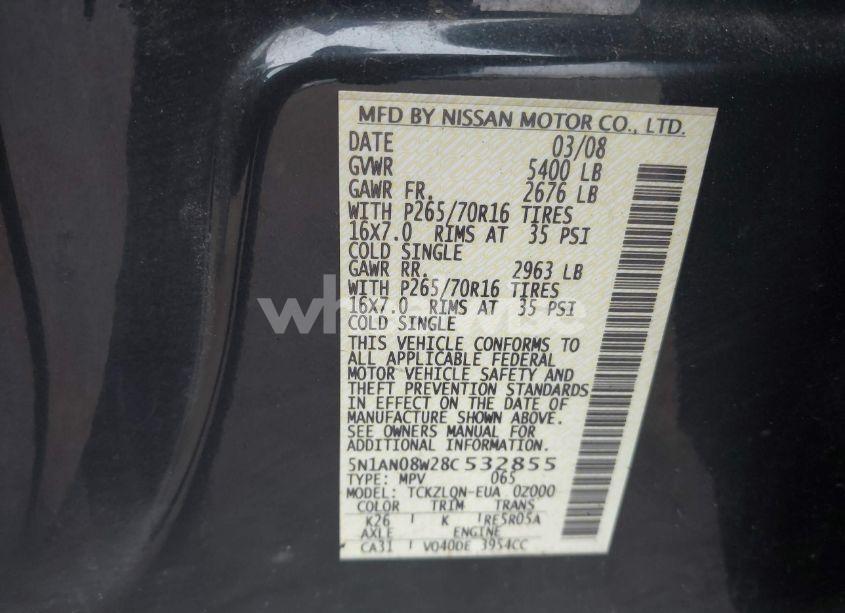 MFD BY NISSAN MOTOR CO., LTD.
DATE 03/08
GVWR 5400 LB
GAWR FR. 2676 LB
WITH P265/70R16 TIRES
16X7.0 RIMS AT 35 PSI
COLD SINGLE
GAWR RR. 2963 LB
WITH P265/70R16 TIRES
16X7.0 RIMS AT 35 PSI
COLD SINGLE
THIS VEHICLE CONFORMS TO
ALL APPLICABLE FEDERAL
MOTOR VEHICLE SAFETY AND
THEFT PREVENTION STANDARDS
IN EFFECT ON THE DATE OF
MANUFACTURE SHOWN ABOVE.
SEE OWNERS MANUAL FOR
ADDITIONAL INFORMATION.
5N1AN08W28C532855
TYPE: MPV 065
MODEL: TCKZLQN-EUA 0Z000
COLOR TRIM TRANS
K26 K RE5R05A
AXLE ENGINE
CA31 VQ40DE 3954CC